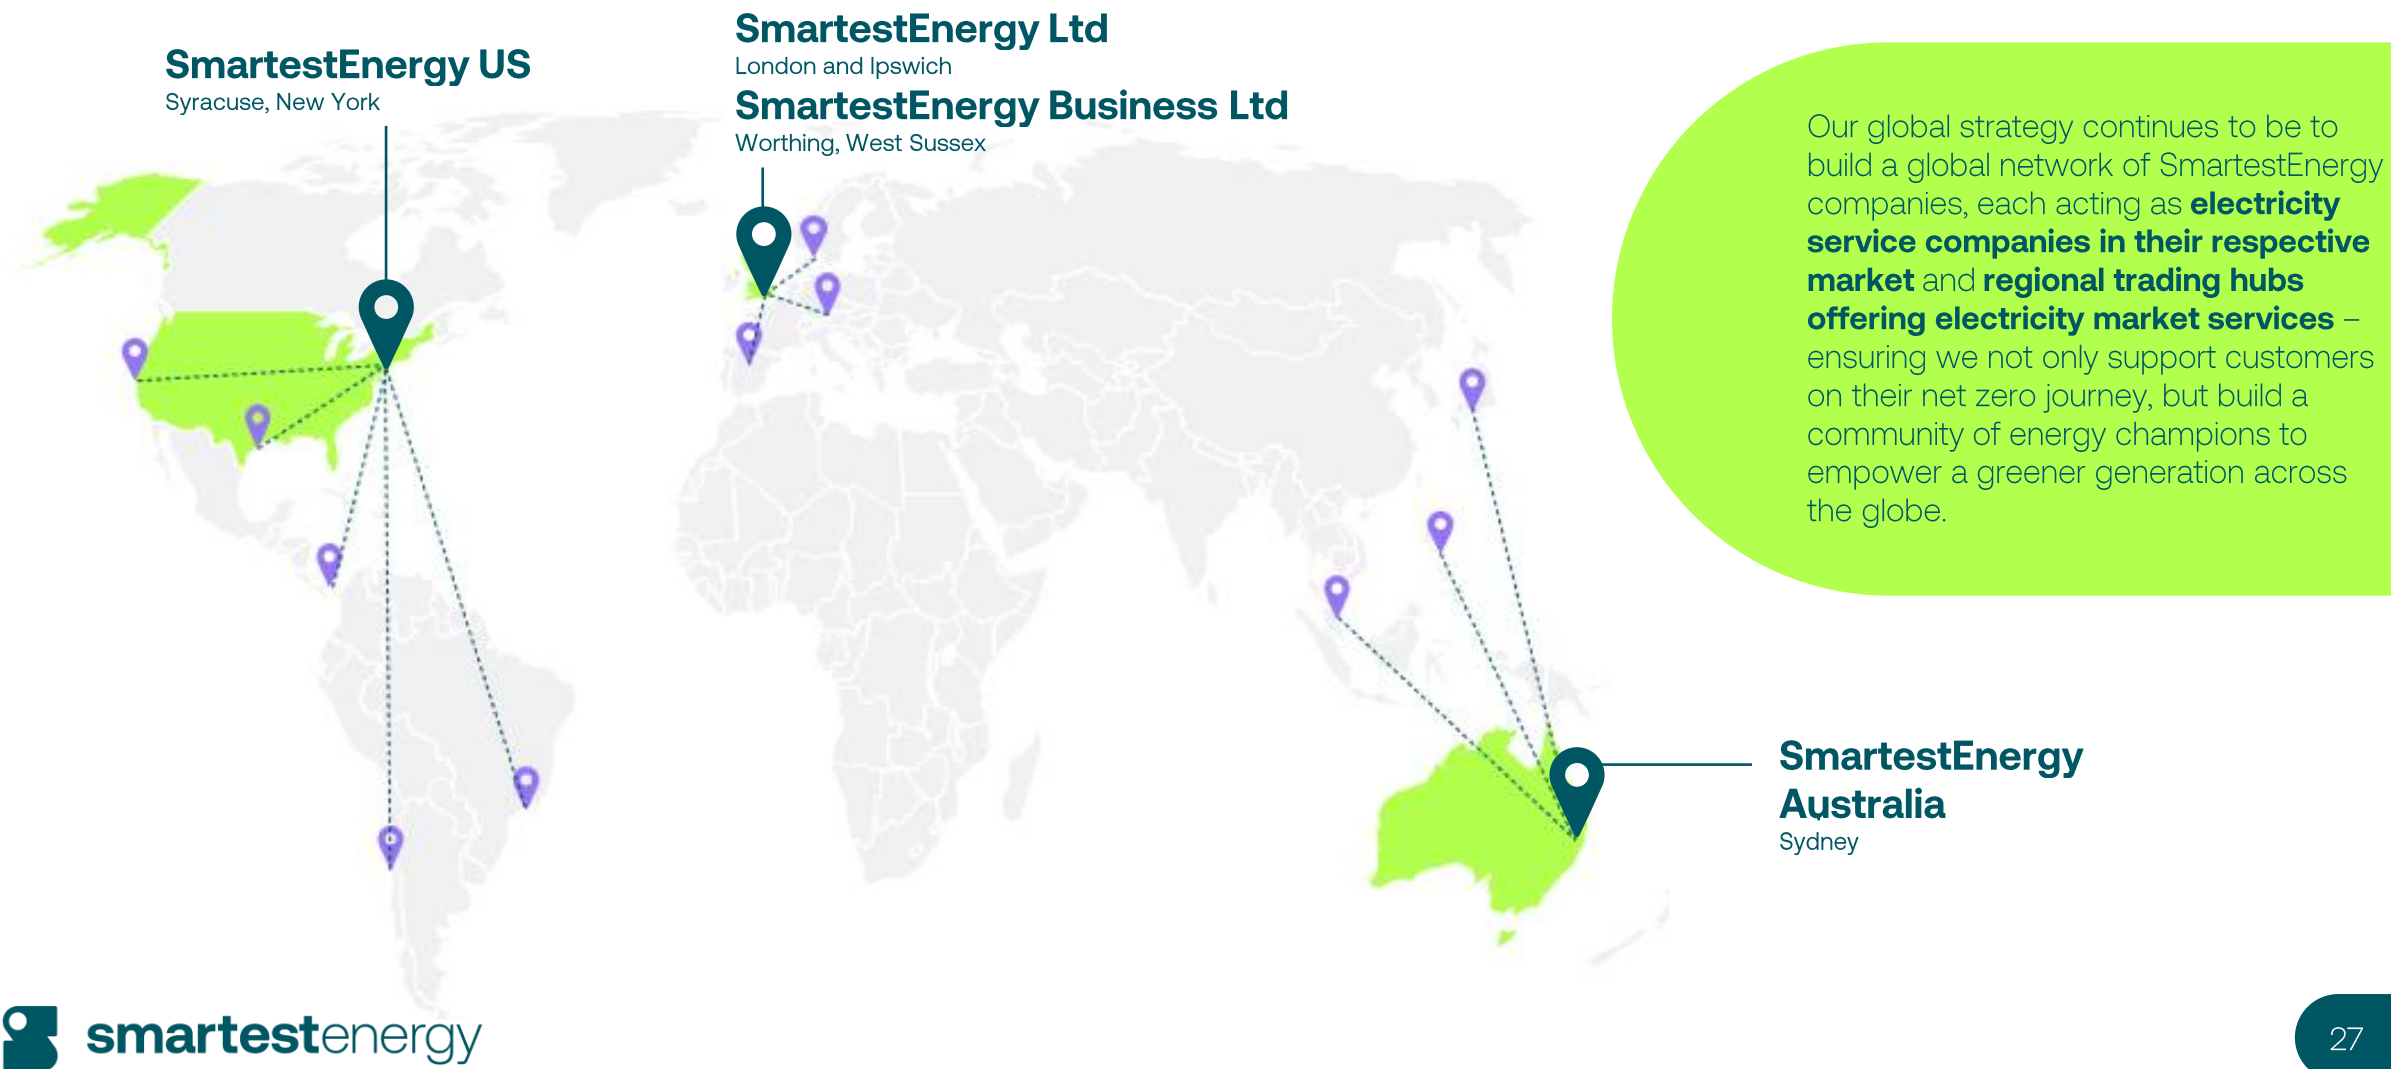 SmartestEnergy US
Syracuse, New York
SmartestEnergy Ltd
London and Ipswich
SmartestEnergy Business Ltd
Worthing, West Sussex
Our global strategy continues to be to
build a global network of SmartestEnergy
companies, each acting as electricity
service companies in their respective
market and regional trading hubs
offering electricity market services –
ensuring we not only support customers
on their net zero journey, but build a
community of energy champions to
empower a greener generation across
the globe.
SmartestEnergy
Australia
Sydney
smartestenergy
27